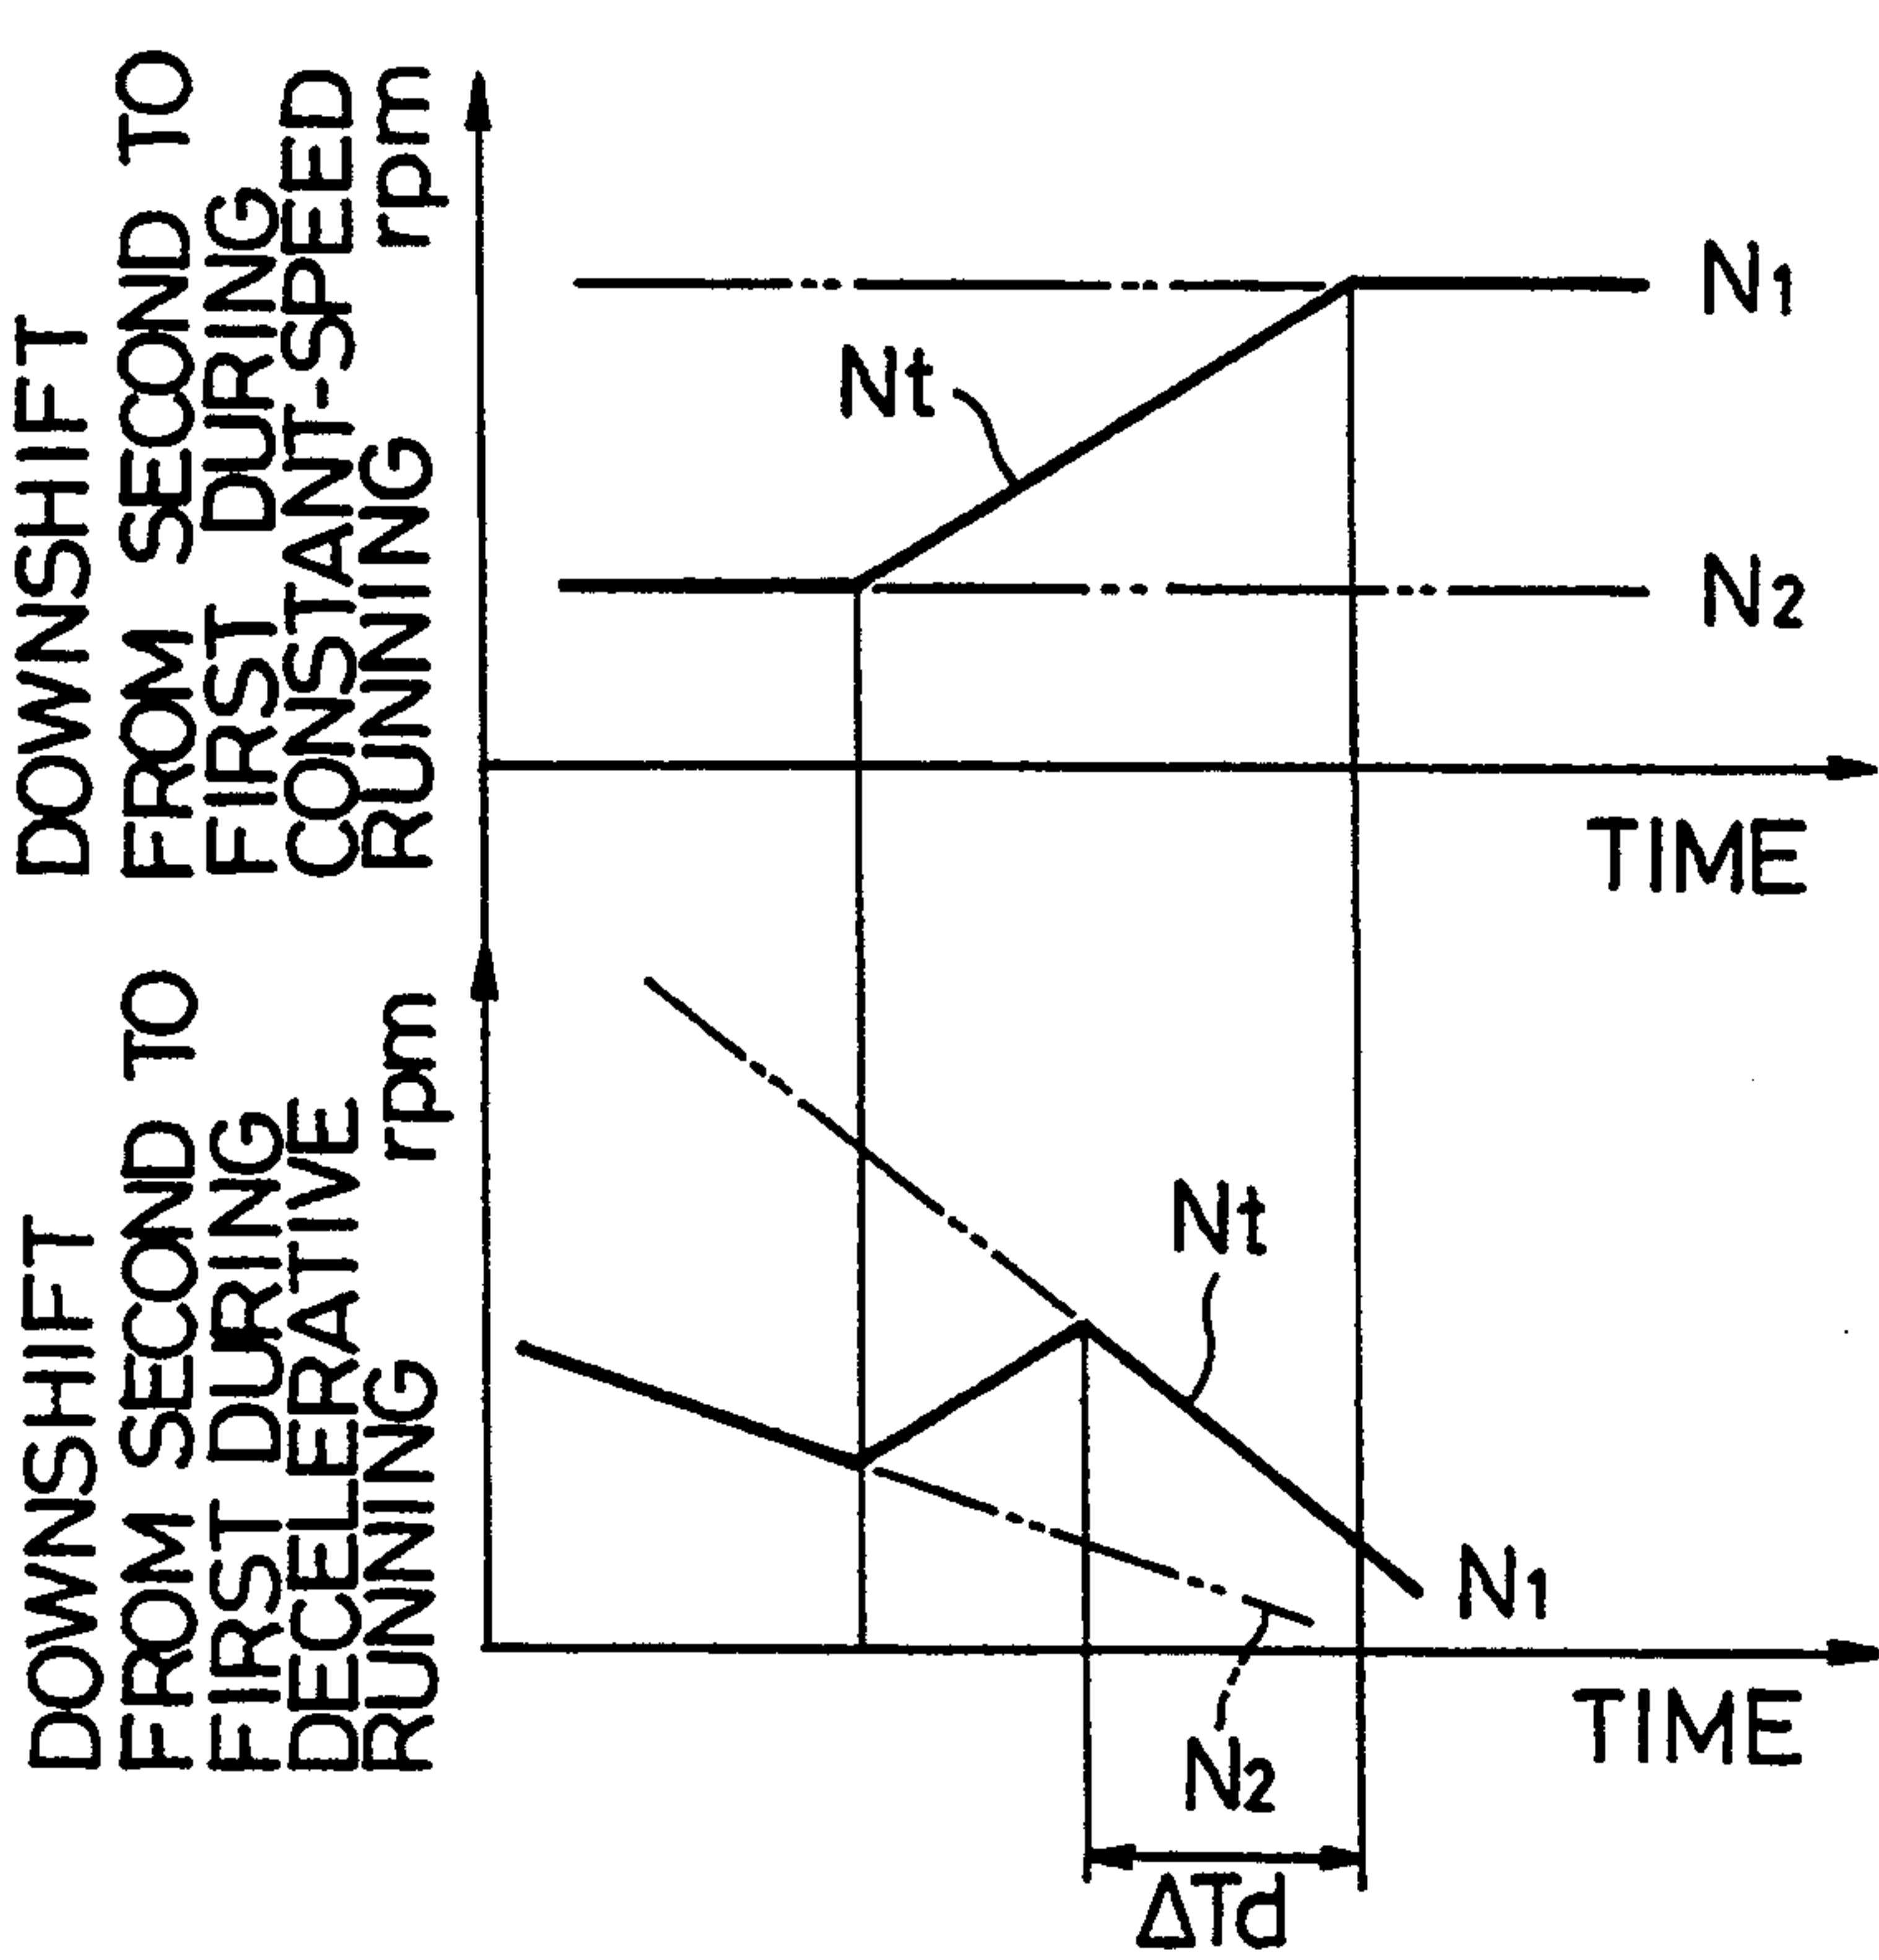 DOWNSHIFT
FROM SECOND TO
FIRST DURING
CONSTANT-SPEED
RUNNING
rpm
N1
Nt
N2
TIME
DOWNSHIFT
FROM SECOND TO
FIRST DURING
DECELERATIVE
RUNNING
rpm
Nt
N1
N2
TIME
ΔTd